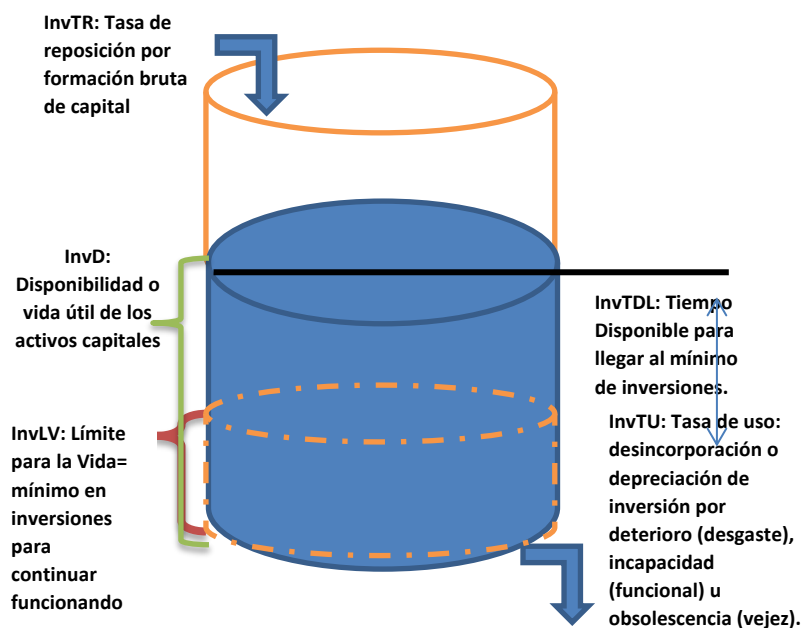 InvTR: Tasa de
reposición por
formación bruta
de capital
InvD:
Disponibilidad o
vida útil de los
activos capitales
InvLV: Límite
para la Vida=
mínimo en
inversiones
para
continuar
funcionando
InvTDL: Tiempo
Disponible para
llegar al mínimo
de inversiones.
InvTU: Tasa de uso:
desincorporación o
depreciación de
inversión por
deterioro (desgaste),
incapacidad
(funcional) u
obsolescencia (vejez).